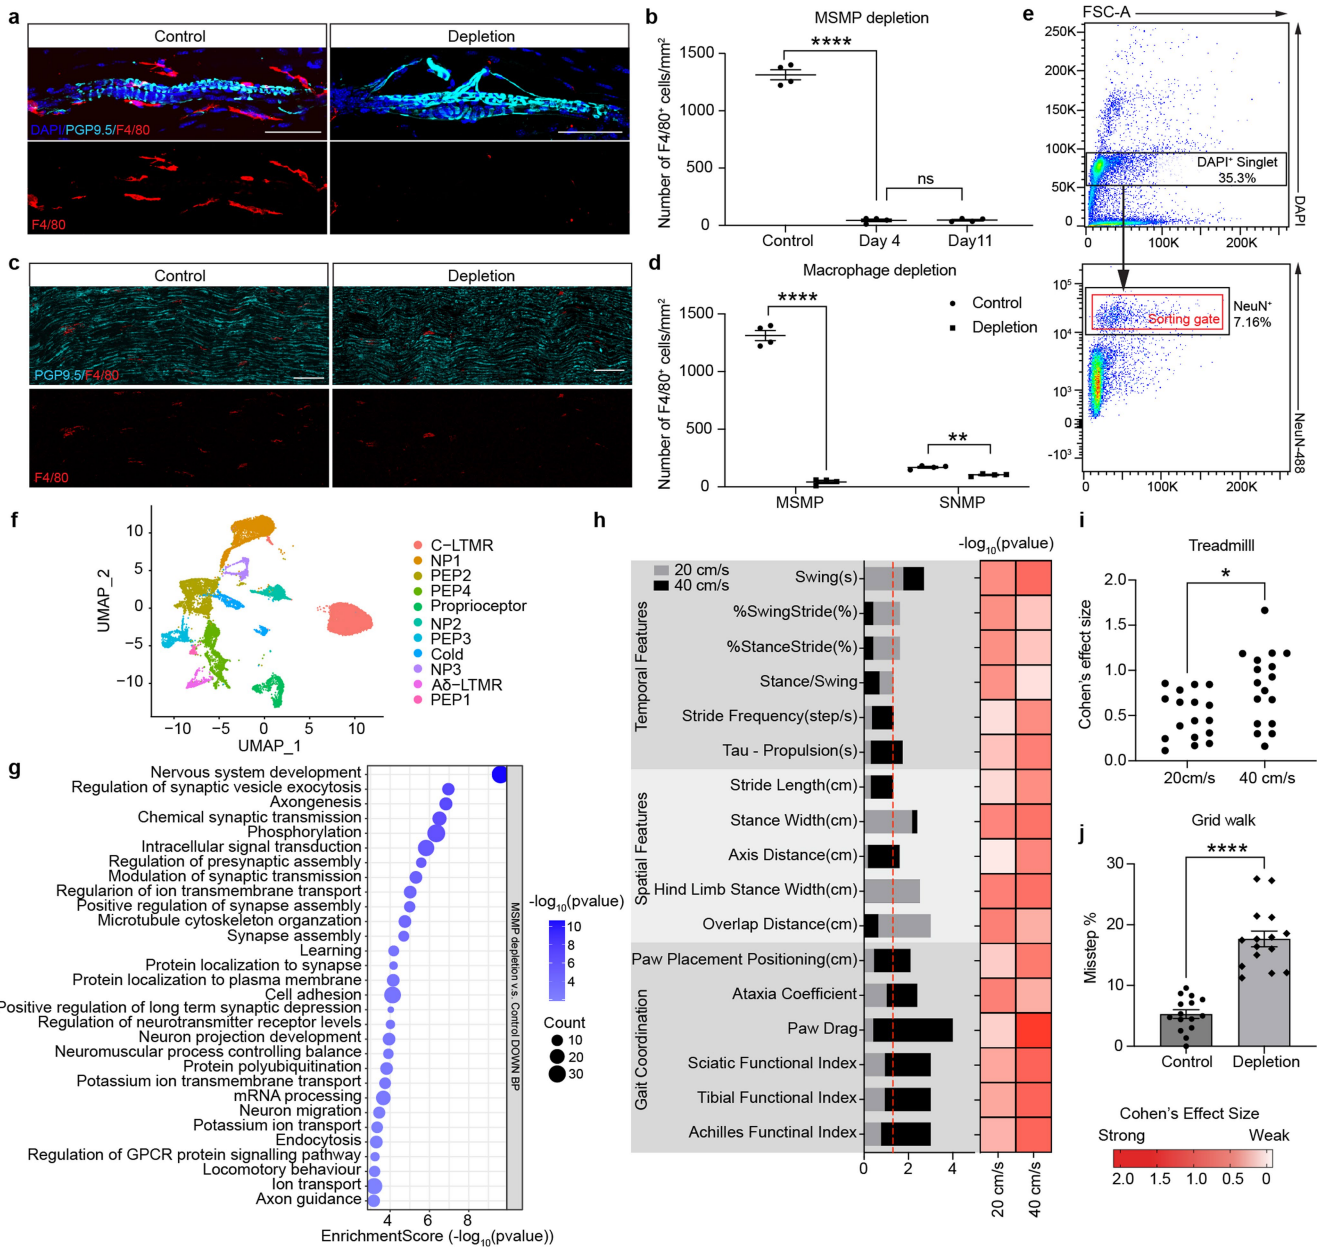 a
Control
Depletion
DAPI/PGP9.5/F4/80
F4/80
b
MSMP depletion
Number of F4/80⁺ cells/mm²
1500
1000
500
0
****
ns
Control
Day 4
Day11
c
Control
Depletion
PGP9.5/F4/80
F4/80
d
Macrophage depletion
Number of F4/80⁺ cells/mm²
1500
1000
500
0
****
**
Control
Depletion
MSMP
SNMP
e
FSC-A
250K
200K
150K
100K
50K
0
DAPI⁺ Singlet
35.3%
DAPI
0
100K
200K
10⁵
10⁴
10³
0
-10³
Sorting gate
NeuN⁺
7.16%
NeuN-488
0
100K
200K
f
UMAP_2
10
5
0
−5
−10
−10
−5
0
5
10
UMAP_1
C−LTMR
NP1
PEP2
PEP4
Proprioceptor
NP2
PEP3
Cold
NP3
Aδ−LTMR
PEP1
g
Nervous system development
Regulation of synaptic vesicle exocytosis
Axongenesis
Chemical synaptic transmission
Phosphorylation
Intracellular signal transduction
Regulation of presynaptic assembly
Modulation of synaptic transmission
Regularion of ion transmembrane transport
Positive regulation of synapse assembly
Microtubule cytoskeleton organzation
Synapse assembly
Learning
Protein localization to synapse
Protein localization to plasma membrane
Cell adhesion
Positive regulation of long term synaptic depression
Regulation of neurotransmitter receptor levels
Neuron projection development
Neuromuscular process controlling balance
Protein polyubiquitination
Potassium ion transmembrane transport
mRNA processing
Neuron migration
Potassium ion transport
Endocytosis
Regulation of GPCR protein signalling pathway
Locomotory behaviour
Ion transport
Axon guidance
4
6
8
EnrichmentScore (-log₁₀(pvalue))
MSMP depletion v.s. Control DOWN BP
-log₁₀(pvalue)
10
8
6
4
2
Count
10
20
30
h
-log₁₀(pvalue)
20 cm/s
40 cm/s
Temporal Features
Swing(s)
%SwingStride(%)
%StanceStride(%)
Stance/Swing
Stride Frequency(step/s)
Tau - Propulsion(s)
Spatial Features
Stride Length(cm)
Stance Width(cm)
Axis Distance(cm)
Hind Limb Stance Width(cm)
Overlap Distance(cm)
Gait Coordination
Paw Placement Positioning(cm)
Ataxia Coefficient
Paw Drag
Sciatic Functional Index
Tibial Functional Index
Achilles Functinal Index
0
2
4
20 cm/s
40 cm/s
i
Treadmilll
Cohen's effect size
2.0
1.5
1.0
0.5
0.0
*
20cm/s
40 cm/s
j
Grid walk
Misstep %
30
20
10
0
****
Control
Depletion
Cohen's Effect Size
Strong
Weak
2.0
1.5
1.0
0.5
0